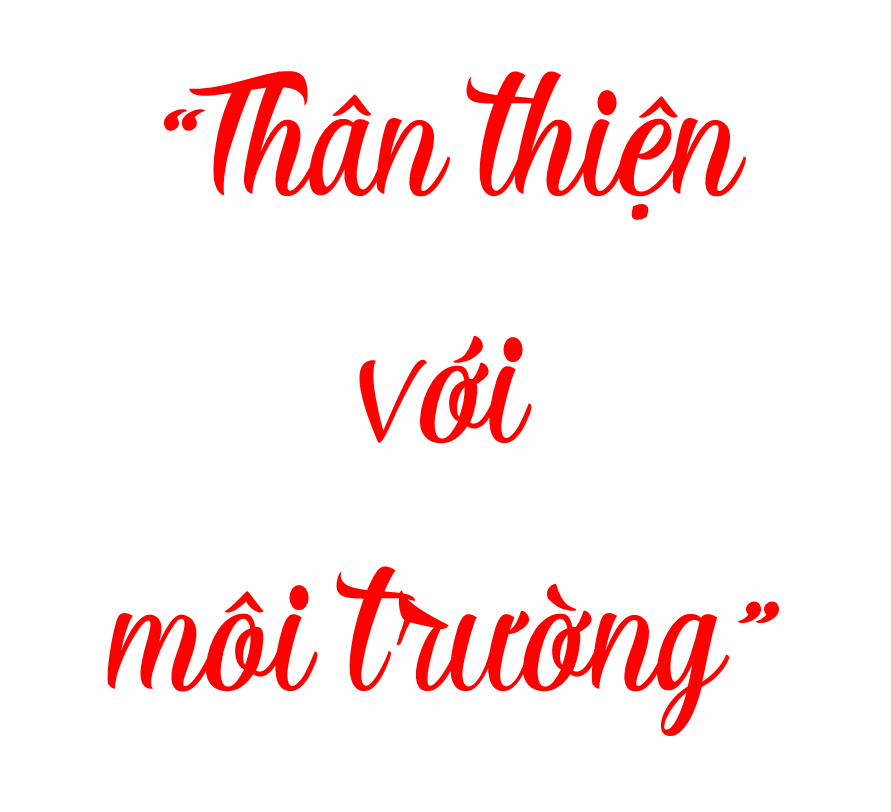 “Thân thiện
với
môi trường”